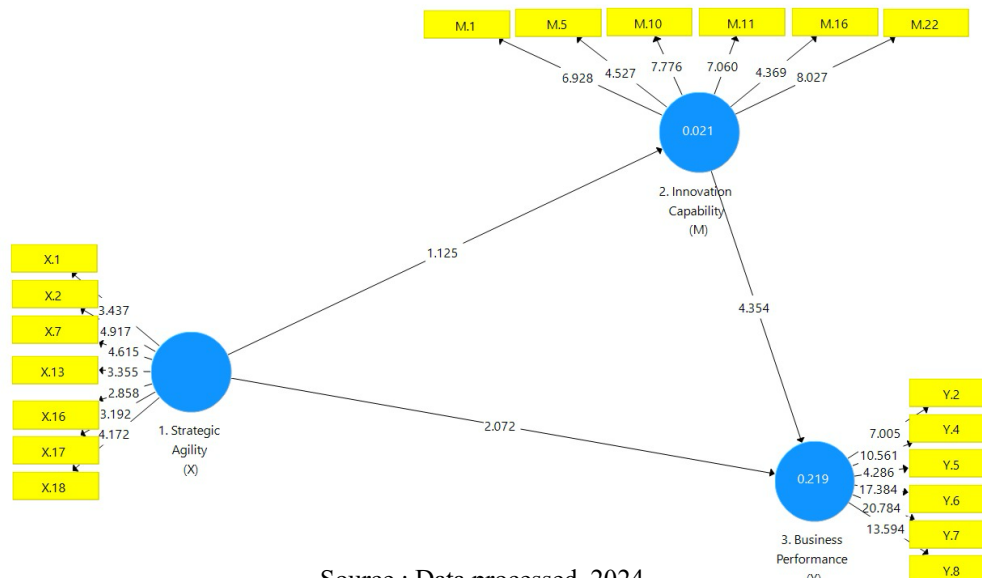 M.1 M.5 M.10 M.11 M.16 M.22
6.928 4.527 7.776 7.060 4.369 8.027
0.021
2. Innovation
Capability
(M)
1.125
4.354
X.1
X.2
X.7
X.13
X.16
X.17
X.18
3.437
4.917
4.615
3.355
2.858
3.192
4.172
1. Strategic
Agility
(X)
2.072
0.219
3. Business
Performance
(Y)
7.005
10.561
4.286
17.384
20.784
13.594
Y.2
Y.4
Y.5
Y.6
Y.7
Y.8
Source : Data processed, 2024